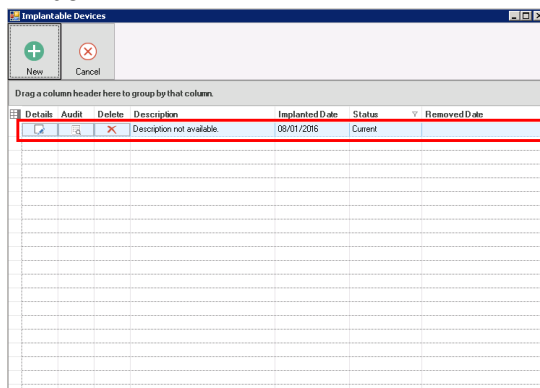 Implantable Devices
New Cancel
Drag a column header here to group by that column.
Details Audit Delete Description Implanted Date Status Removed Date
Description not available. 08/01/2016 Current